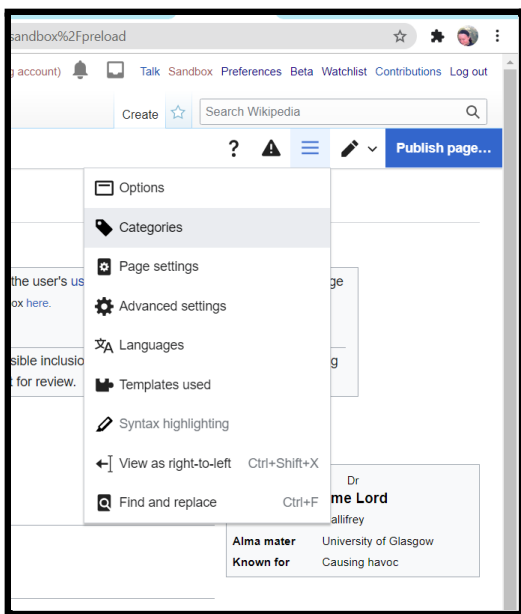 sandbox%2Fpreload
g account) Talk Sandbox Preferences Beta Watchlist Contributions Log out
Create Search Wikipedia
? Publish page...
Options
Categories
the user's us
ge
Page settings
ox here.
Advanced settings
Languages
sible inclusio
g
Templates used
t for review.
Syntax highlighting
View as right-to-left Ctrl+Shift+X
Find and replace Ctrl+F
Dr
me Lord
allifrey
Alma mater University of Glasgow
Known for Causing havoc